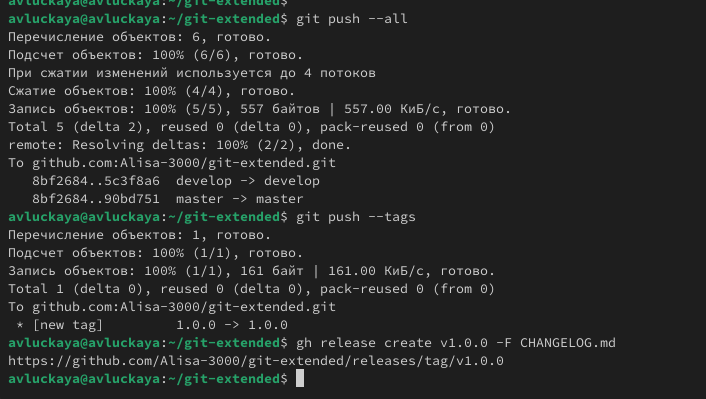 avluckaya@avluckaya:~/git-extended$
avluckaya@avluckaya:~/git-extended$ git push --all
Перечисление объектов: 6, готово.
Подсчет объектов: 100% (6/6), готово.
При сжатии изменений используется до 4 потоков
Сжатие объектов: 100% (4/4), готово.
Запись объектов: 100% (5/5), 557 байтов | 557.00 КиБ/с, готово.
Total 5 (delta 2), reused 0 (delta 0), pack-reused 0 (from 0)
remote: Resolving deltas: 100% (2/2), done.
To github.com:Alisa-3000/git-extended.git
   8bf2684..5c3f8a6  develop -> develop
   8bf2684..90bd751  master -> master
avluckaya@avluckaya:~/git-extended$ git push --tags
Перечисление объектов: 1, готово.
Подсчет объектов: 100% (1/1), готово.
Запись объектов: 100% (1/1), 161 байт | 161.00 КиБ/с, готово.
Total 1 (delta 0), reused 0 (delta 0), pack-reused 0 (from 0)
To github.com:Alisa-3000/git-extended.git
 * [new tag]         1.0.0 -> 1.0.0
avluckaya@avluckaya:~/git-extended$ gh release create v1.0.0 -F CHANGELOG.md
https://github.com/Alisa-3000/git-extended/releases/tag/v1.0.0
avluckaya@avluckaya:~/git-extended$